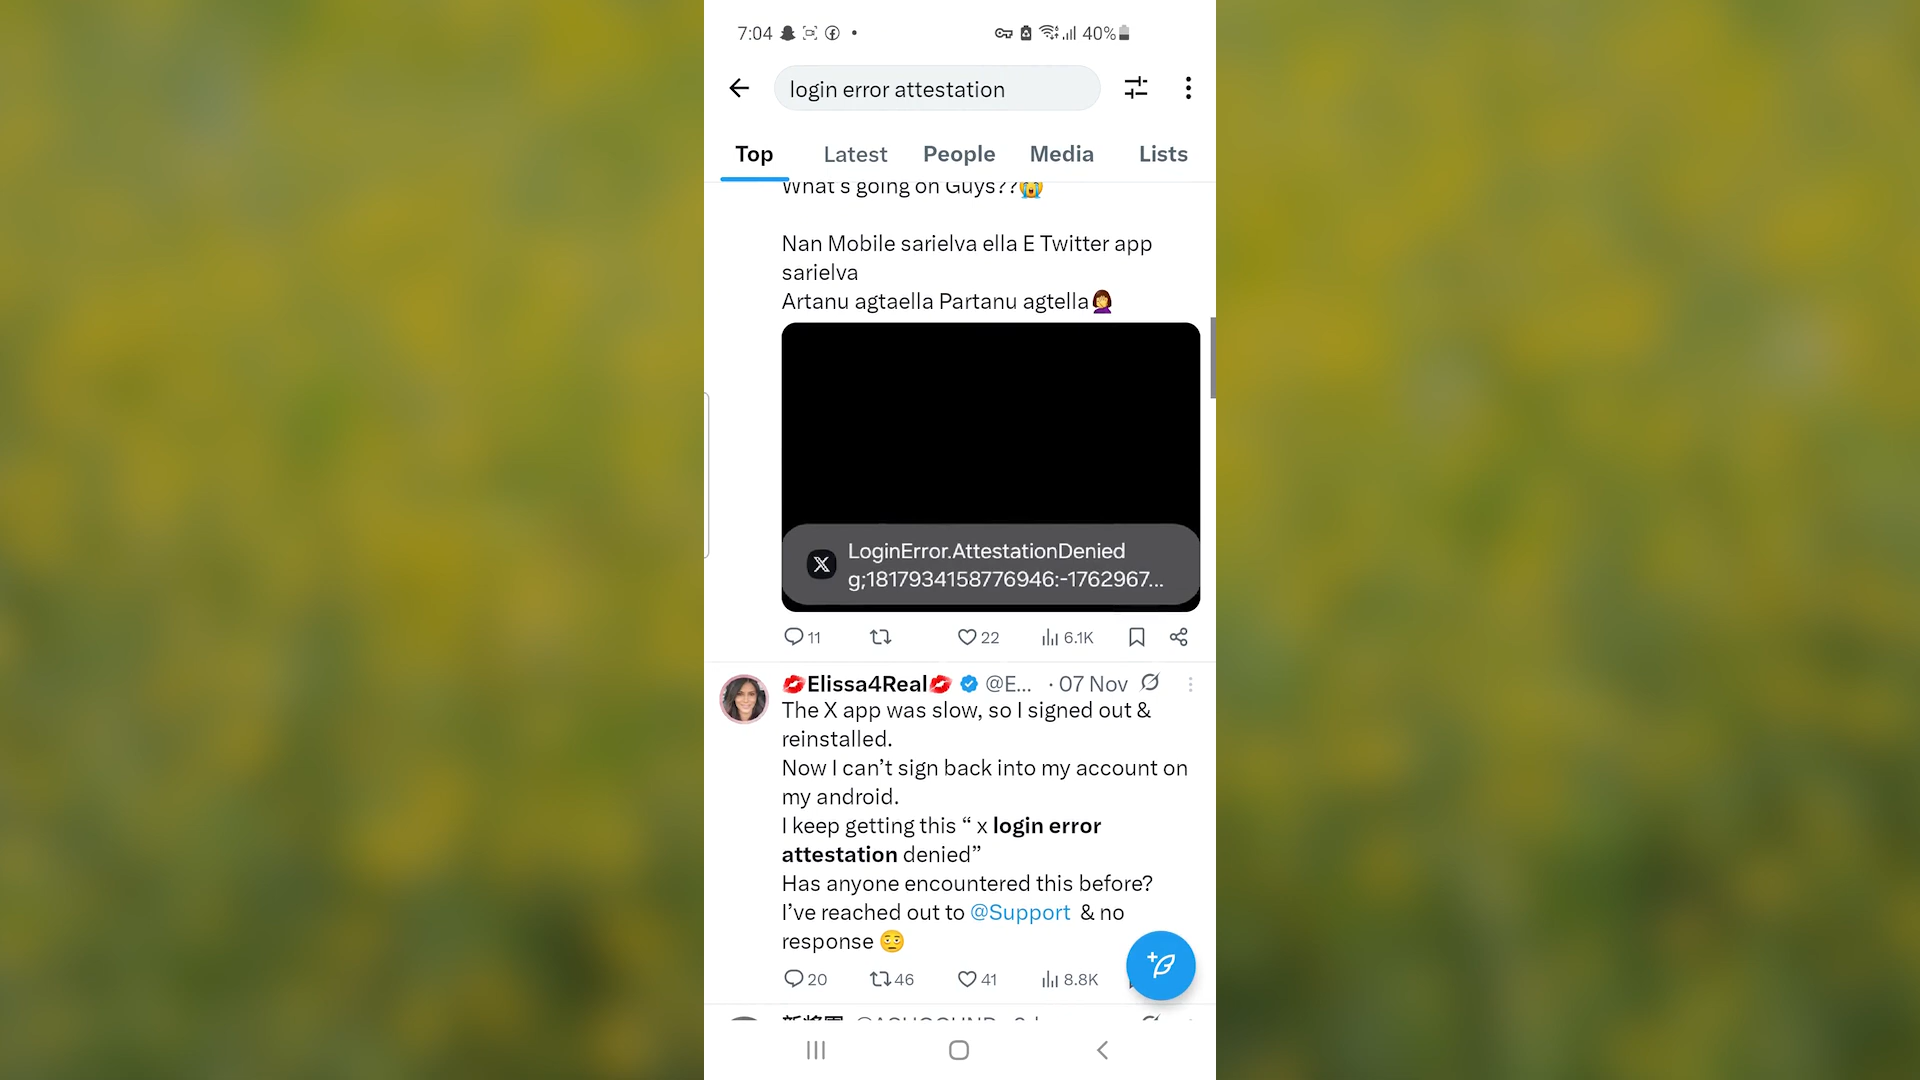 7:04
40%
login error attestation
Top Latest People Media Lists
What's going on Guys??😭
Nan Mobile sarielva ella E Twitter app
sarielva
Artanu agtaella Partanu agtella🤦‍♀️
LoginError.AttestationDenied
g;1817934158776946:-1762967...
11 22 6.1K
💋Elissa4Real💋 @E... · 07 Nov
The X app was slow, so I signed out &
reinstalled.
Now I can't sign back into my account on
my android.
I keep getting this “ x login error
attestation denied”
Has anyone encountered this before?
I've reached out to @Support & no
response 😳
20 46 41 8.8K